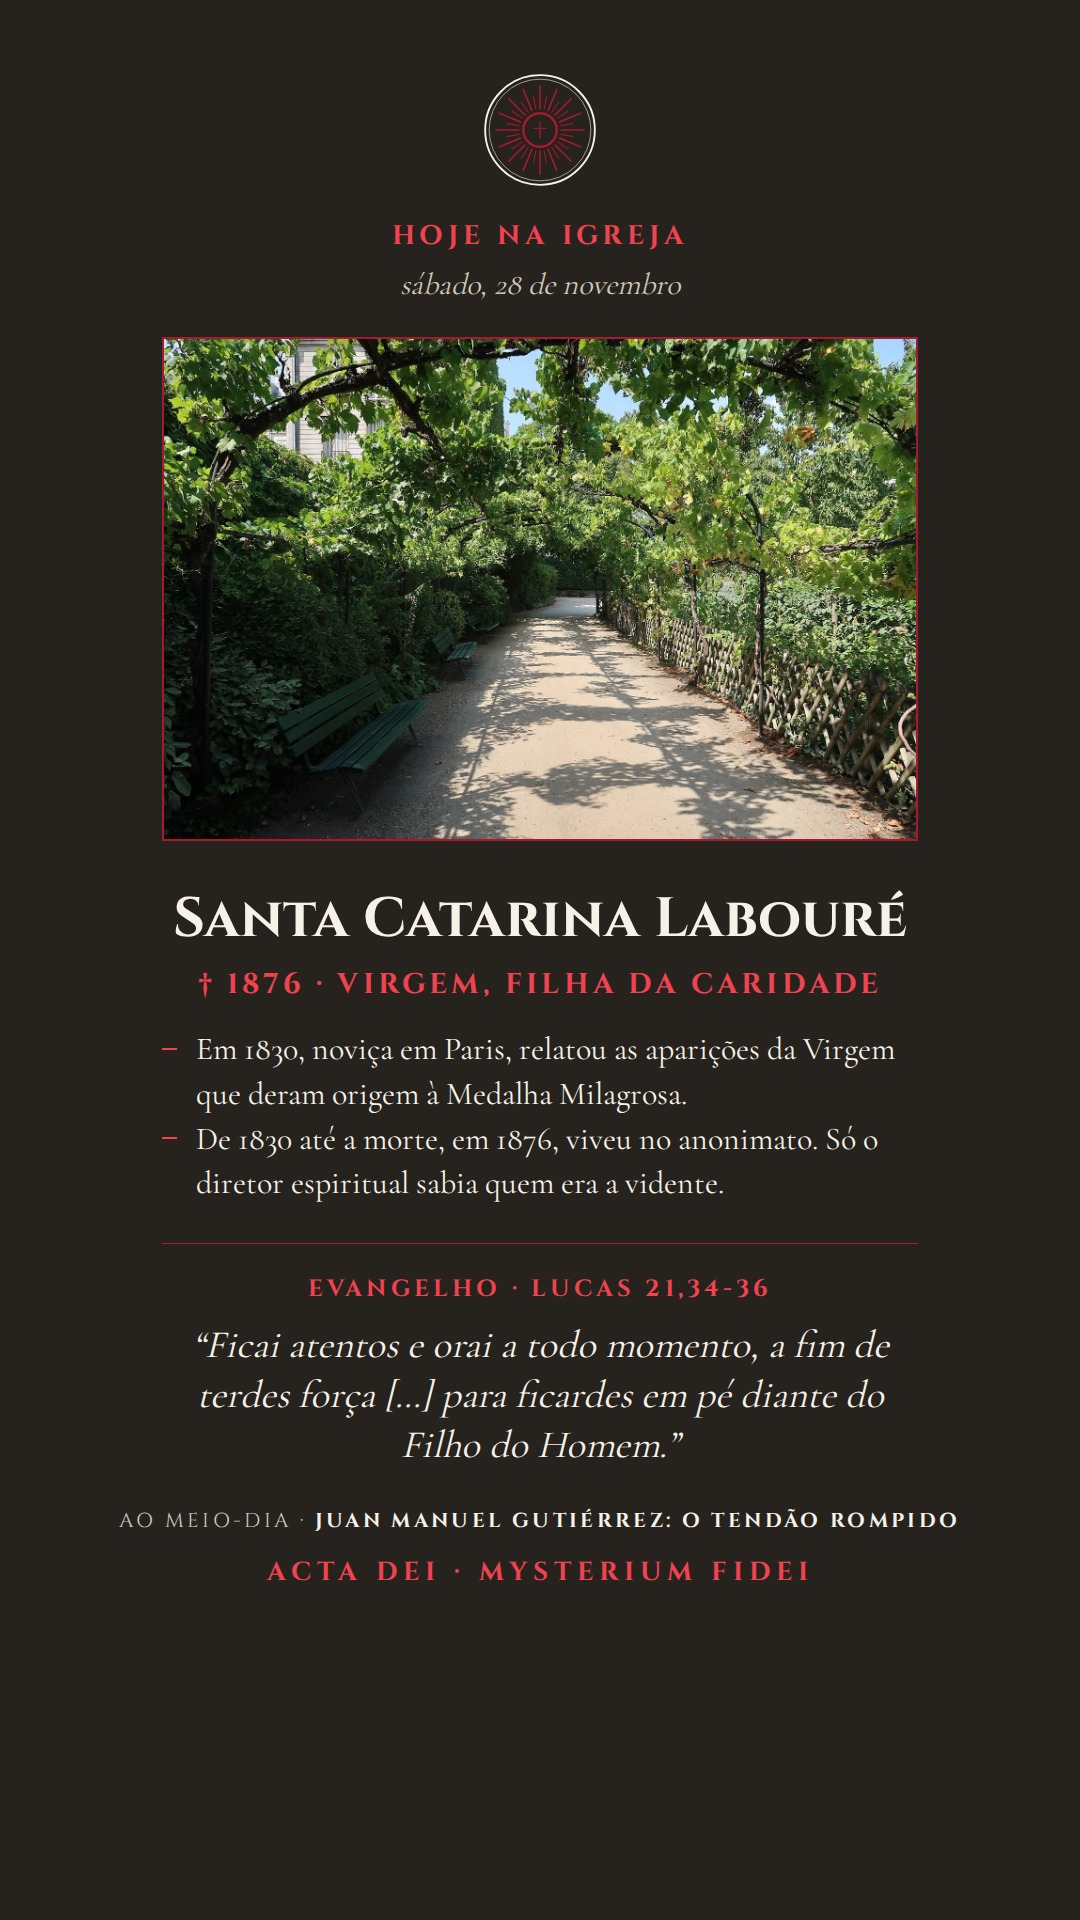 HOJE NA IGREJA
sábado, 28 de novembro
SANTA CATARINA LABOURÉ
† 1876 · VIRGEM, FILHA DA CARIDADE
– Em 1830, noviça em Paris, relatou as aparições da Virgem
que deram origem à Medalha Milagrosa.
– De 1830 até a morte, em 1876, viveu no anonimato. Só o
diretor espiritual sabia quem era a vidente.
EVANGELHO · LUCAS 21,34-36
“Ficai atentos e orai a todo momento, a fim de
terdes força [...] para ficardes em pé diante do
Filho do Homem.”
AO MEIO-DIA · JUAN MANUEL GUTIÉRREZ: O TENDÃO ROMPIDO
ACTA DEI · MYSTERIUM FIDEI